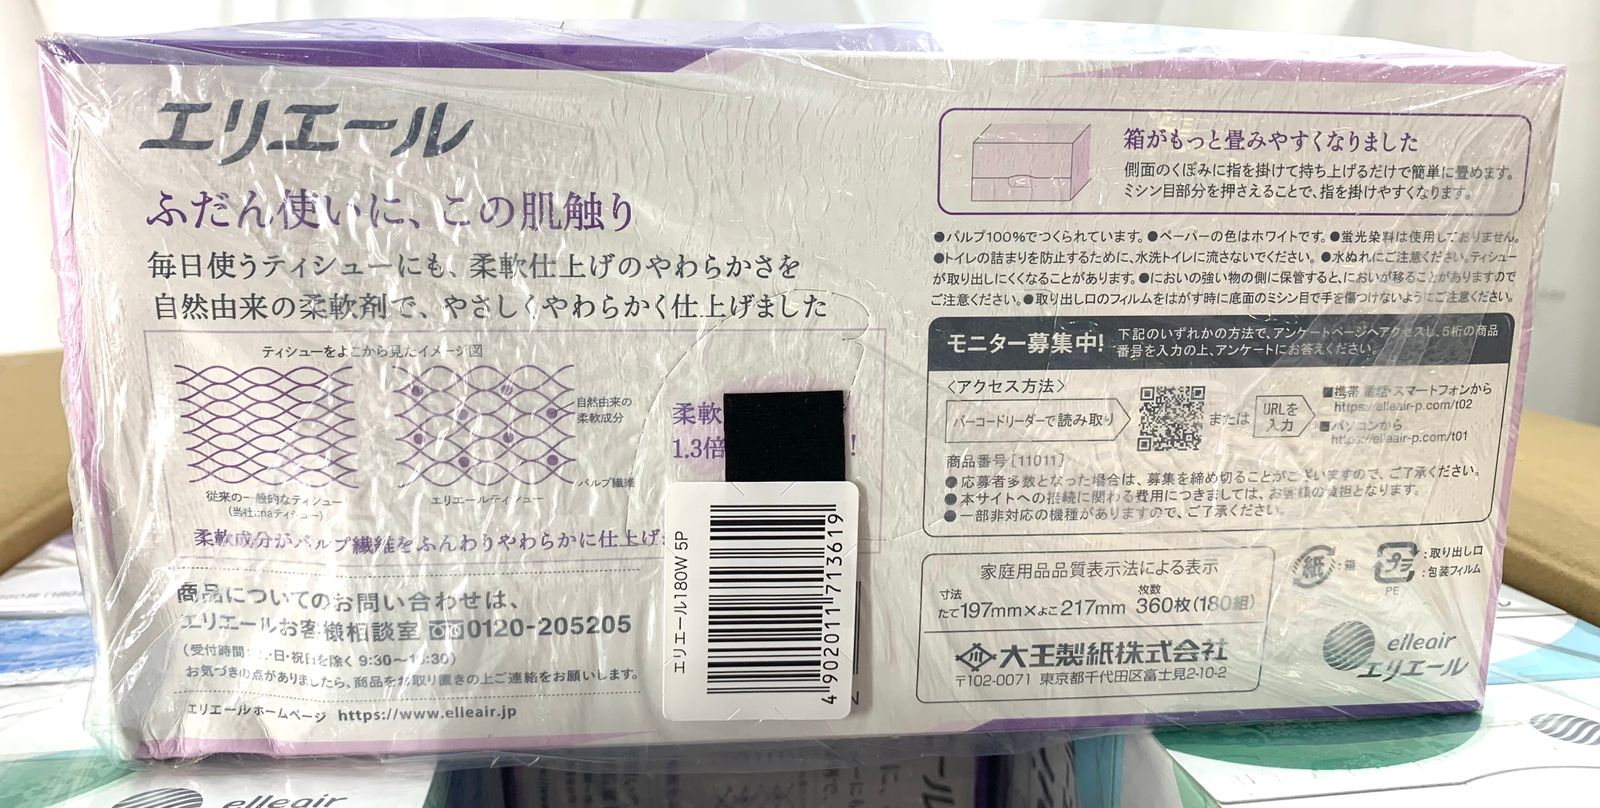 エリエール
ふだん使いに、この肌触り
毎日使うティシューにも、柔軟仕上げのやわらかさを
自然由来の柔軟剤で、やさしくやわらかく仕上げました
ティシューをよこから見たイメージ図
自然由来の
柔軟成分
パルプ繊維
従来の一般的なティシュー
エリエールティシュー
柔軟
1.3倍
!
柔軟成分がパルプ繊維をふんわりやわらかに仕上げ
商品についてのお問い合わせは、
エリエールお客様相談室 0120-205205
お気づきの点がありましたら、商品をお取り置きの上ご連絡をお願いします。
エリエールホームページ https://www.elleair.jp
エリエール180W 5P
4 902011 713619
箱がもっと畳みやすくなりました
側面のくぼみに指を掛けて持ち上げるだけで簡単に畳めます。
ミシン目部分を押さえることで、指を掛けやすくなります。
●パルプ100%でつくられています。●ペーパーの色はホワイトです。●蛍光染料は使用しておりません。
●トイレの詰まりを防止するために、水洗トイレに流さないでください。●水ぬれにご注意ください。ティシュー
が取り出しにくくなることがあります。●においの強い物の側に保管すると、においが移ることがありますので
ご注意ください。●取り出し口のフィルムをはがす時に底面のミシン目で手を傷つけないようにご注意ください。
モニター募集中!
下記のいずれかの方法で、アンケートページへアクセスし、5桁の商品
番号を入力の上、アンケートにお答えください。
〈アクセス方法〉
バーコードリーダーで読み取り
または
URLを
入力
■携帯電話・スマートフォンから
https://elleair-p.com/t02
■パソコンから
https://elleair-p.com/t01
商品番号[11011]
●応募者多数となった場合は、募集を締め切ることがございますので、ご了承ください。
●本サイトへの接続に関わる費用につきましては、お客様の負担となります。
●一部非対応の機種がありますので、ご了承ください。
家庭用品品質表示法による表示
寸法
たて197mm×よこ217mm
枚数
360枚(180組)
大王製紙株式会社
〒102-0071 東京都千代田区富士見2-10-2
紙
:箱
プラ
:取り出し口
:包装フィルム
PE
elleair
エリエール
elleair